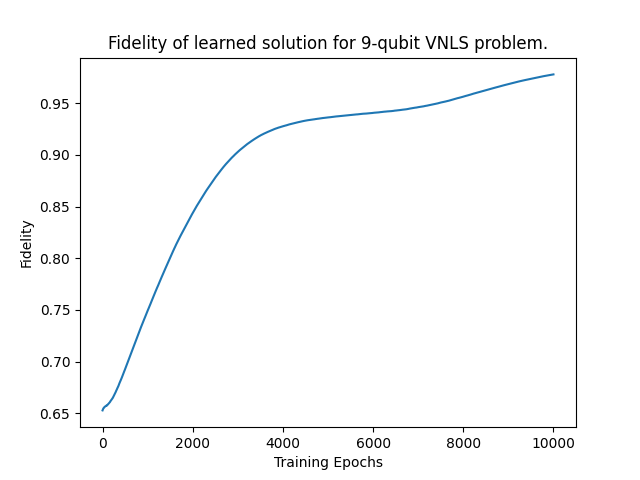 Fidelity of learned solution for 9-qubit VNLS problem.
0.95
0.90
0.85
0.80
0.75
0.70
0.65
Fidelity
0 2000 4000 6000 8000 10000
Training Epochs